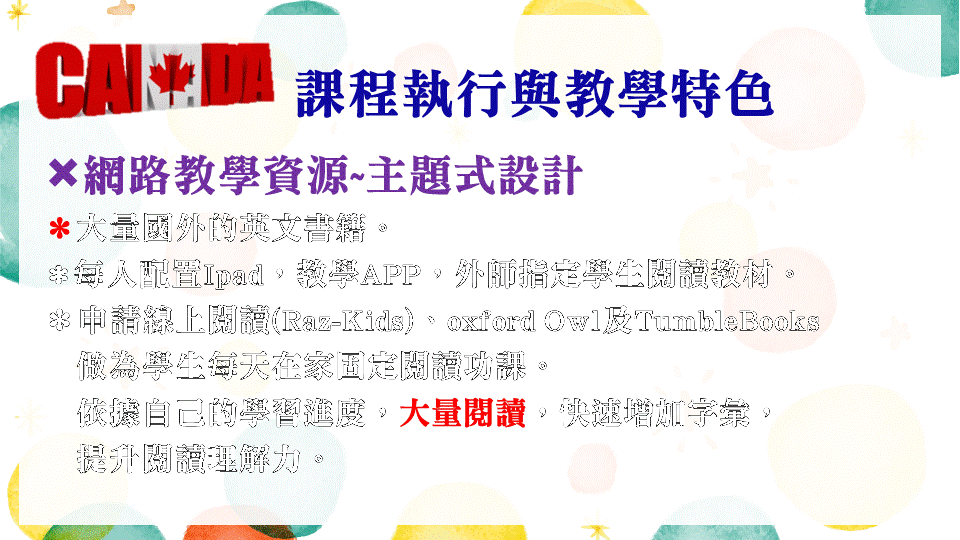 CANADA
課程執行與教學特色
✖網路教學資源~主題式設計
＊大量國外的英文書籍。
＊每人配置Ipad，教學APP，外師指定學生閱讀教材。
＊申請線上閱讀(Raz-Kids)、oxford Owl及TumbleBooks
做為學生每天在家固定閱讀功課。
依據自己的學習進度，大量閱讀，快速增加字彙，
提升閱讀理解力。